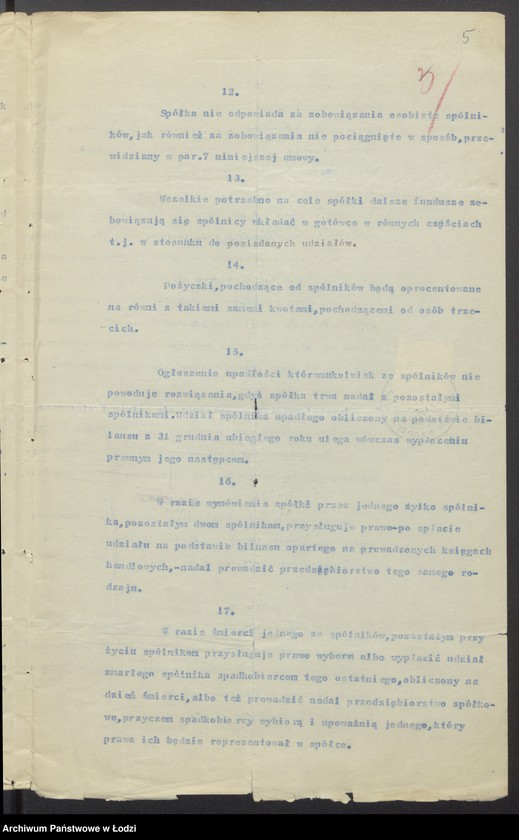 5
12.
Spółka nie odpowiada za zobowiązania osobiste spólni-
ków,jak również za zobowiązania nie pociągnięte w sposób,prze-
widziany w par.7 niniejszej umowy.
13.
Wszelkie potrzebne na cele spółki dalsze fundusze zo-
bowiązują się spólnicy wkładać w gotówce w równych częściach
t.j. w stosunku do posiadanych udziałów.
14.
Pożyczki,pochodzące od spólników będą oprocentowane
na równi z takiemi samemi kwotami,pochodzącemi od osób trze-
cich.
15.
Ogłoszenie upadłości któremukolwiek ze spólników nie
powoduje rozwiązania,gdyż spółka trwa nadal z pozostałymi
spólnikami.Udział spólnika upadłego obliczony na podstawie bi-
lansu z 31 grudnia ubiegłego roku ulega wówczas wypłaceniu
prawnym jego następcom.
16.
W razie wymówienia spółki przez jednego tylko spólni-
ka,pozostałym dwom spólnikom,przysługuje prawo-po spłacie
udziału na podstawie bilnasu opartego na prowadzonych księgach
handlowych,-nadal prowadzić przedsiębiorstwo tego samego ro-
dzaju.
17.
W razie śmierci jednego ze spólników,pozostałym przy
życiu spólnikom przysługuje prawo wyboru albo wypłacić udział
zmarłego spólnika spadkobiercom tego ostatniego,obliczony na
dzień śmierci,albo też prowadzić nadal przedsiębiorstwo spółko-
we,przyczem spadkobiercy wybiorą i upoważnią jednego,który
prawa ich będzie reprezentował w spółce.
Archiwum Państwowe w Łodzi